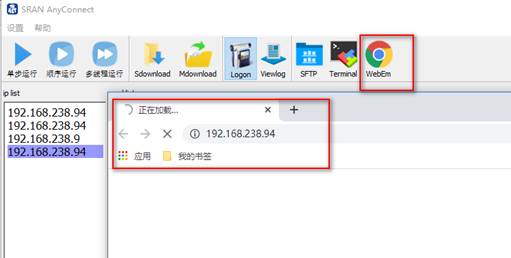 SRAN AnyConnect
设置 帮助
单步运行 顺序运行 多线程运行 Sdownload Mdownload Logon Viewlog SFTP Terminal WebEm
ip list
192.168.238.94
192.168.238.94
192.168.238.9
192.168.238.94
正在加载...
192.168.238.94
应用 我的书签